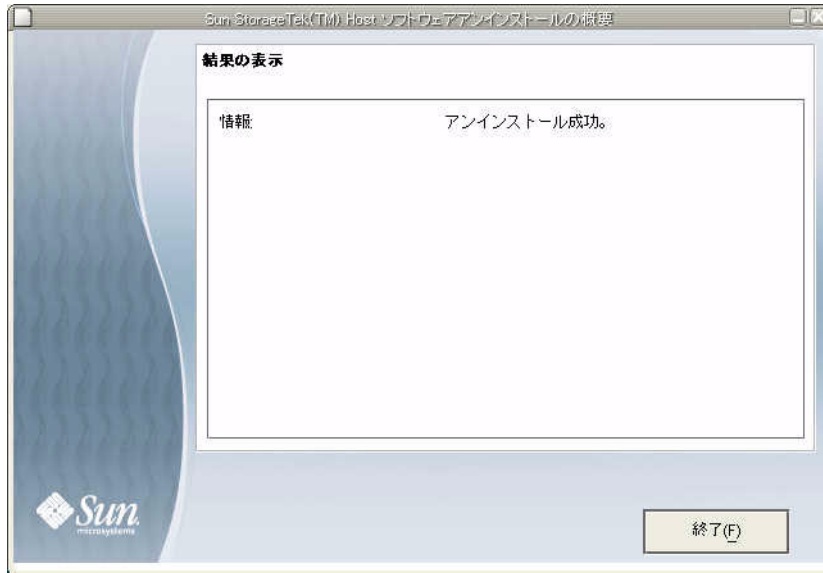 Sun StorageTek(TM) Host ソフトウェアアンインストールの概要
結果の表示
情報: アンインストール成功。
Sun
microsystems
終了(F)